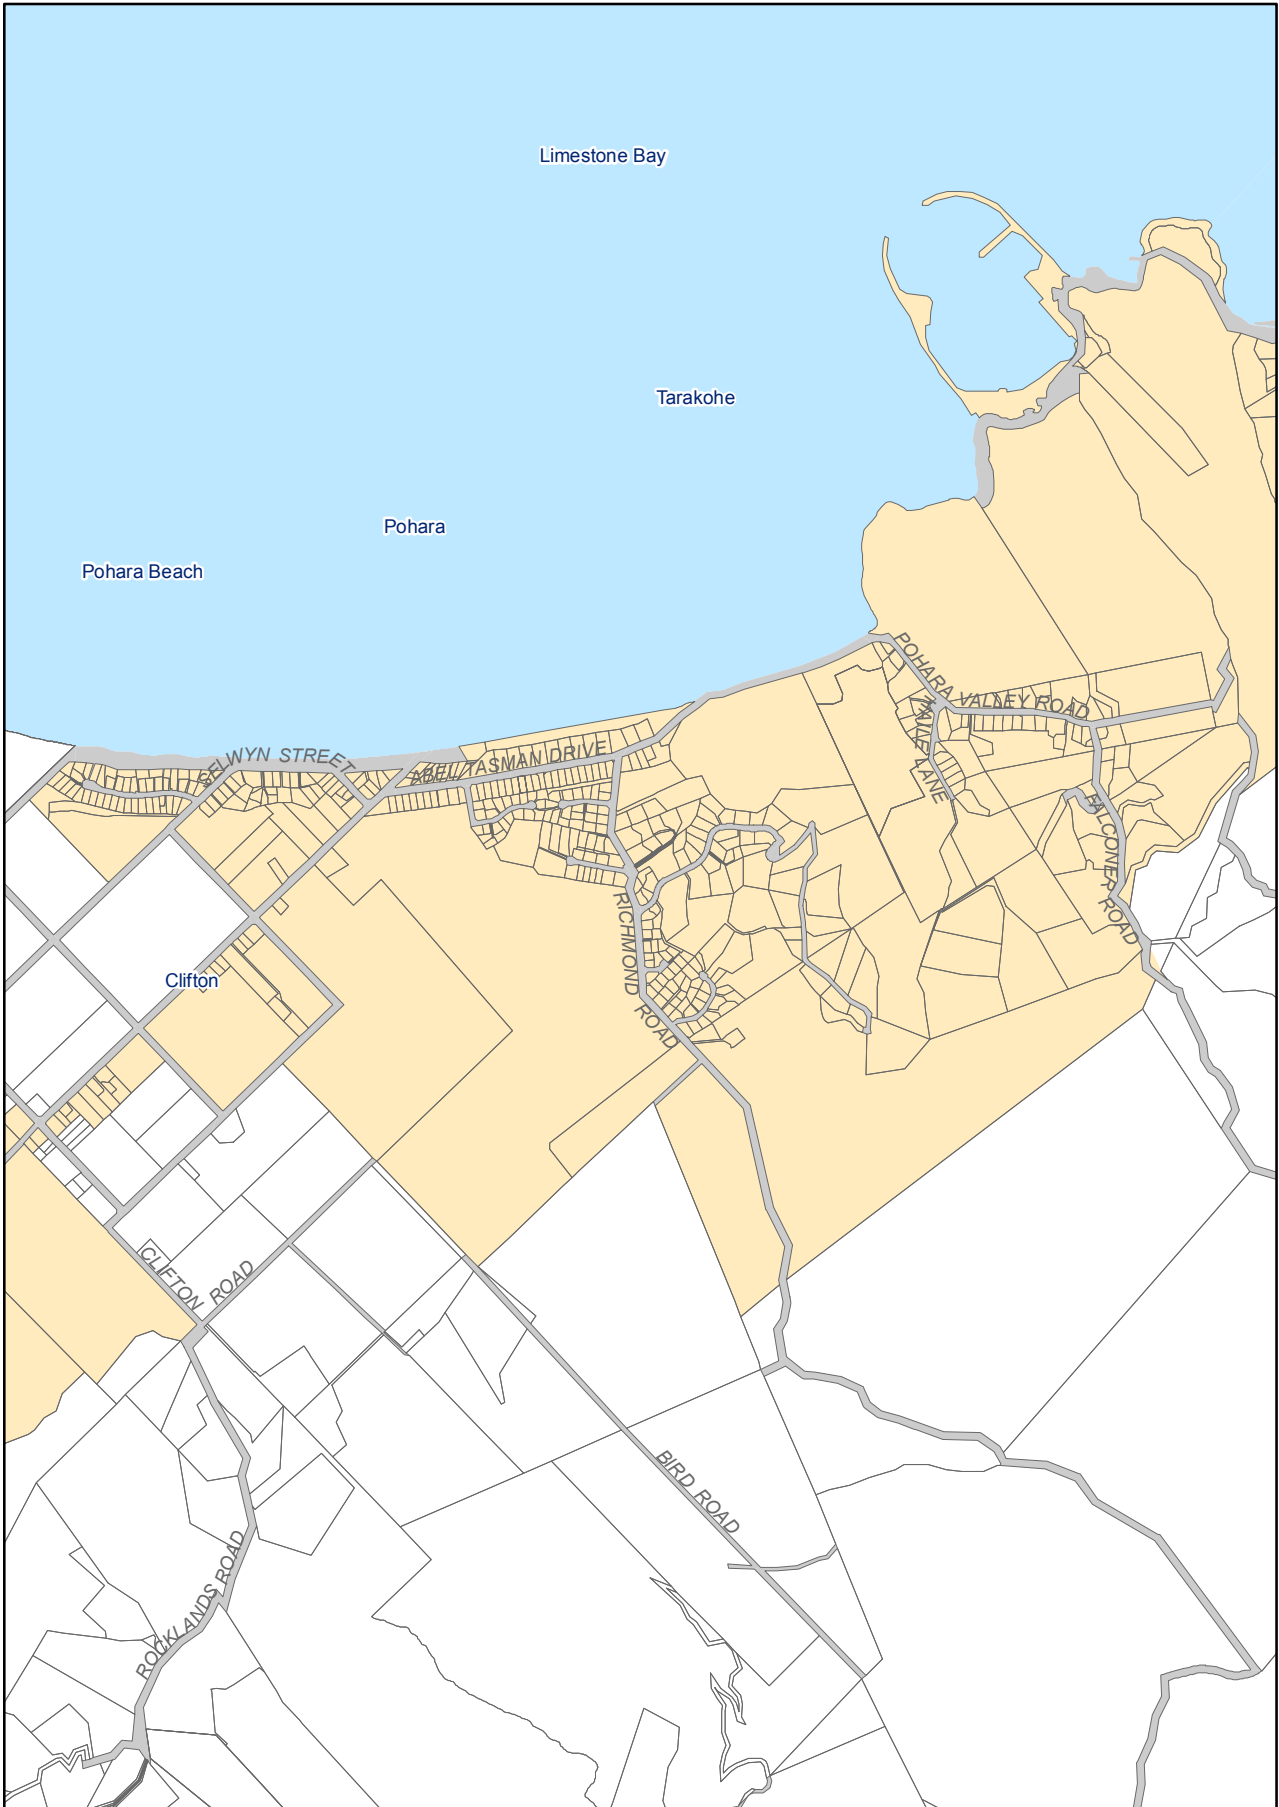 Limestone Bay
Tarakohe
Pohara
Pohara Beach
POHARA VALLEY ROAD
SELWYN STREET
ABEL TASMAN DRIVE
LANE
FALCONER ROAD
RICHMOND ROAD
Clifton
CLIFTON ROAD
BIRD ROAD
ROCKLANDS ROAD